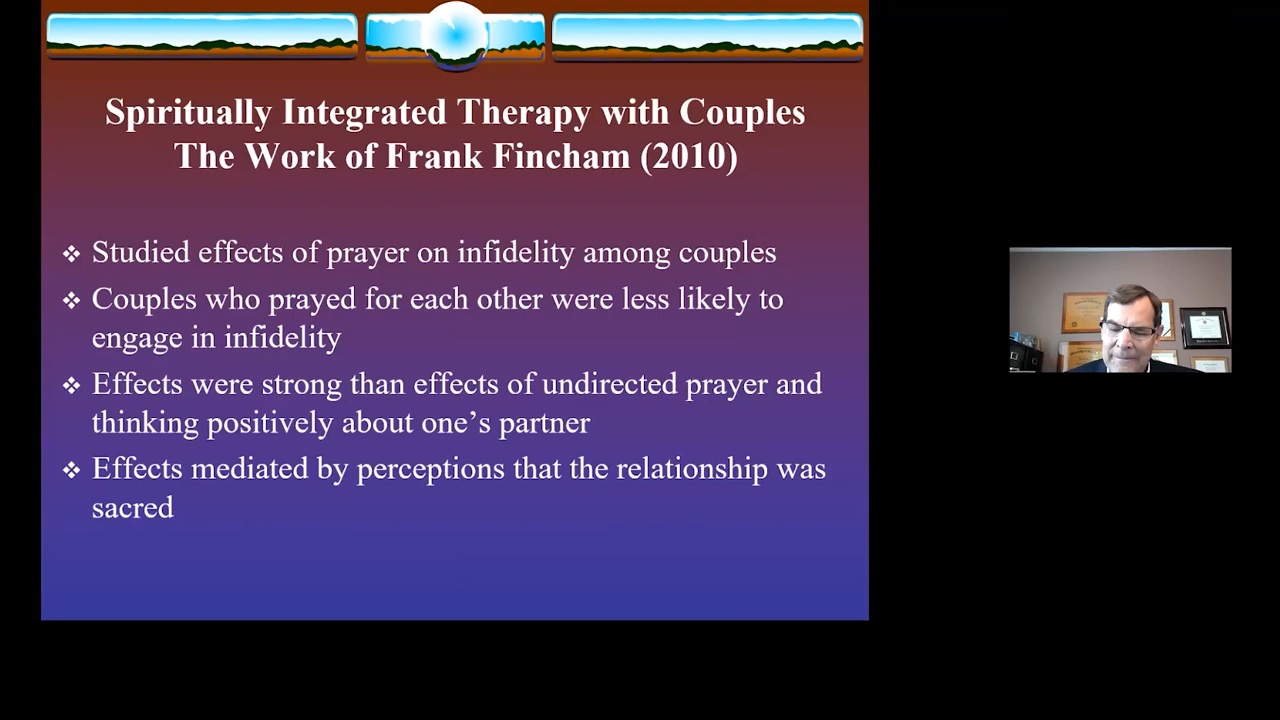 Spiritually Integrated Therapy with Couples
The Work of Frank Fincham (2010)
❖ Studied effects of prayer on infidelity among couples
❖ Couples who prayed for each other were less likely to
engage in infidelity
❖ Effects were strong than effects of undirected prayer and
thinking positively about one’s partner
❖ Effects mediated by perceptions that the relationship was
sacred